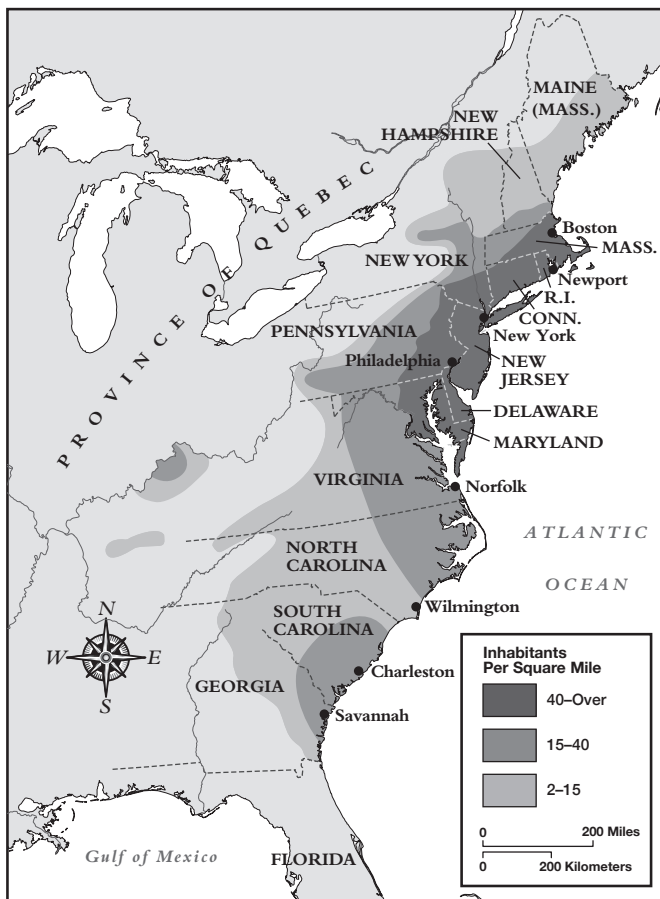 MAINE
(MASS.)
NEW
HAMPSHIRE
PROVINCE OF QUEBEC
Boston
MASS.
NEW YORK
Newport
R.I.
CONN.
New York
PENNSYLVANIA
Philadelphia
NEW
JERSEY
DELAWARE
MARYLAND
VIRGINIA
Norfolk
ATLANTIC
OCEAN
NORTH
CAROLINA
Wilmington
SOUTH
CAROLINA
N
W
E
S
Charleston
GEORGIA
Savannah
Gulf of Mexico
FLORIDA
Inhabitants
Per Square Mile
40–Over
15–40
2–15
0 200 Miles
0 200 Kilometers